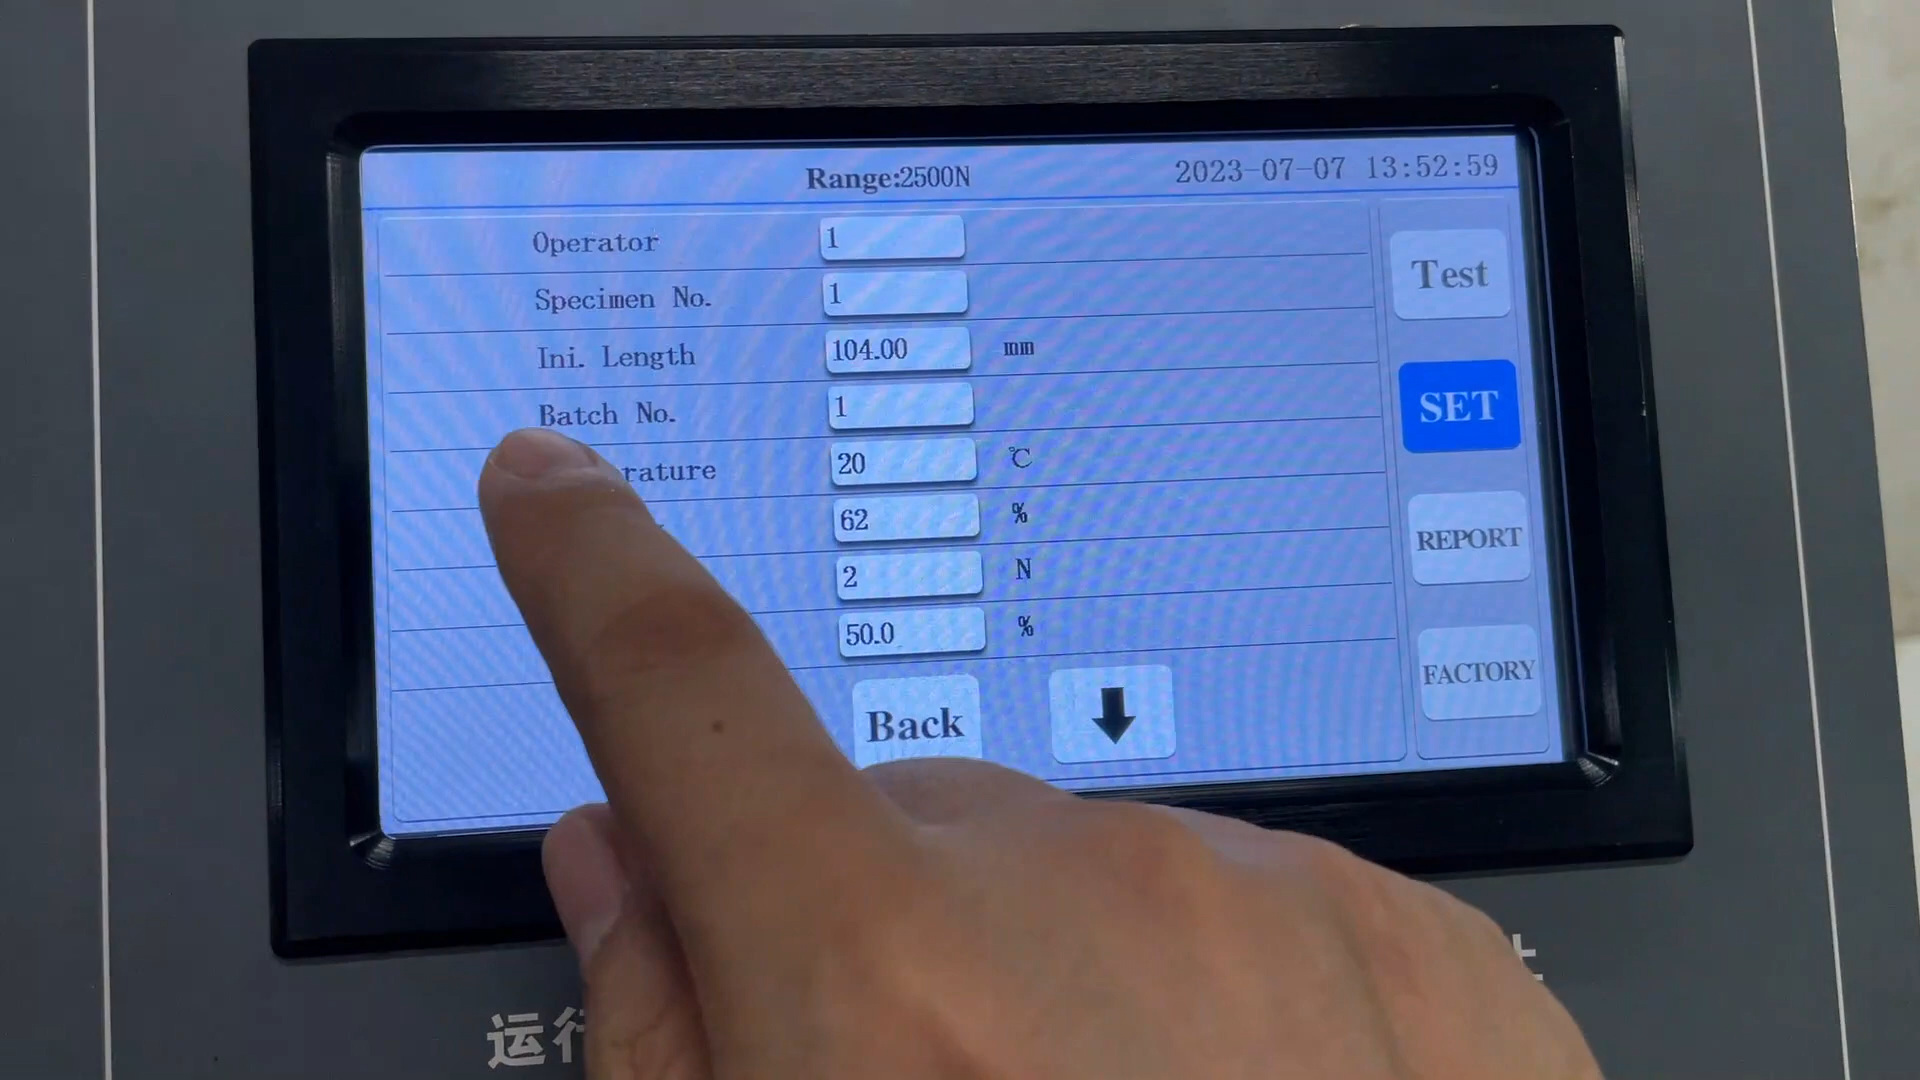 Range:2500N 2023-07-07 13:52:59
Operator 1
Specimen No. 1
Ini. Length 104.00 mm
Batch No. 1
rature 20 ℃
62 %
2 N
50.0 %
Back
Test
SET
REPORT
FACTORY
运行